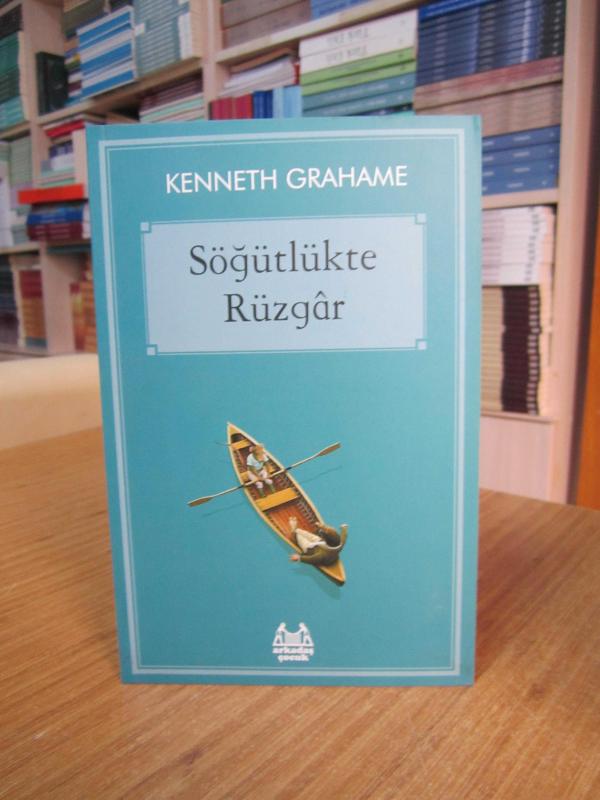 KENNETH GRAHAME
Söğütlükte
Rüzgâr
arkadaş
çocuk